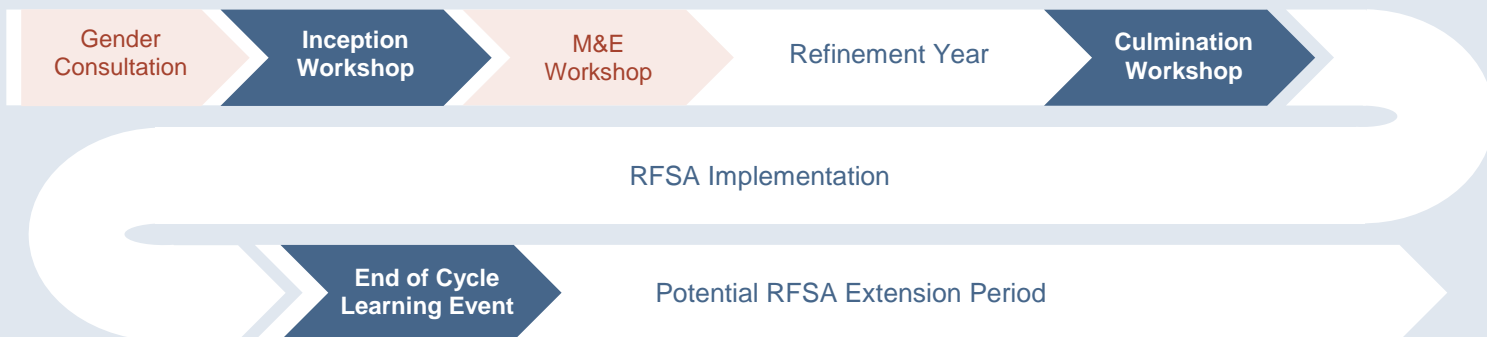 Gender
Consultation
Inception
Workshop
M&E
Workshop
Refinement Year
Culmination
Workshop
RFSA Implementation
End of Cycle
Learning Event
Potential RFSA Extension Period